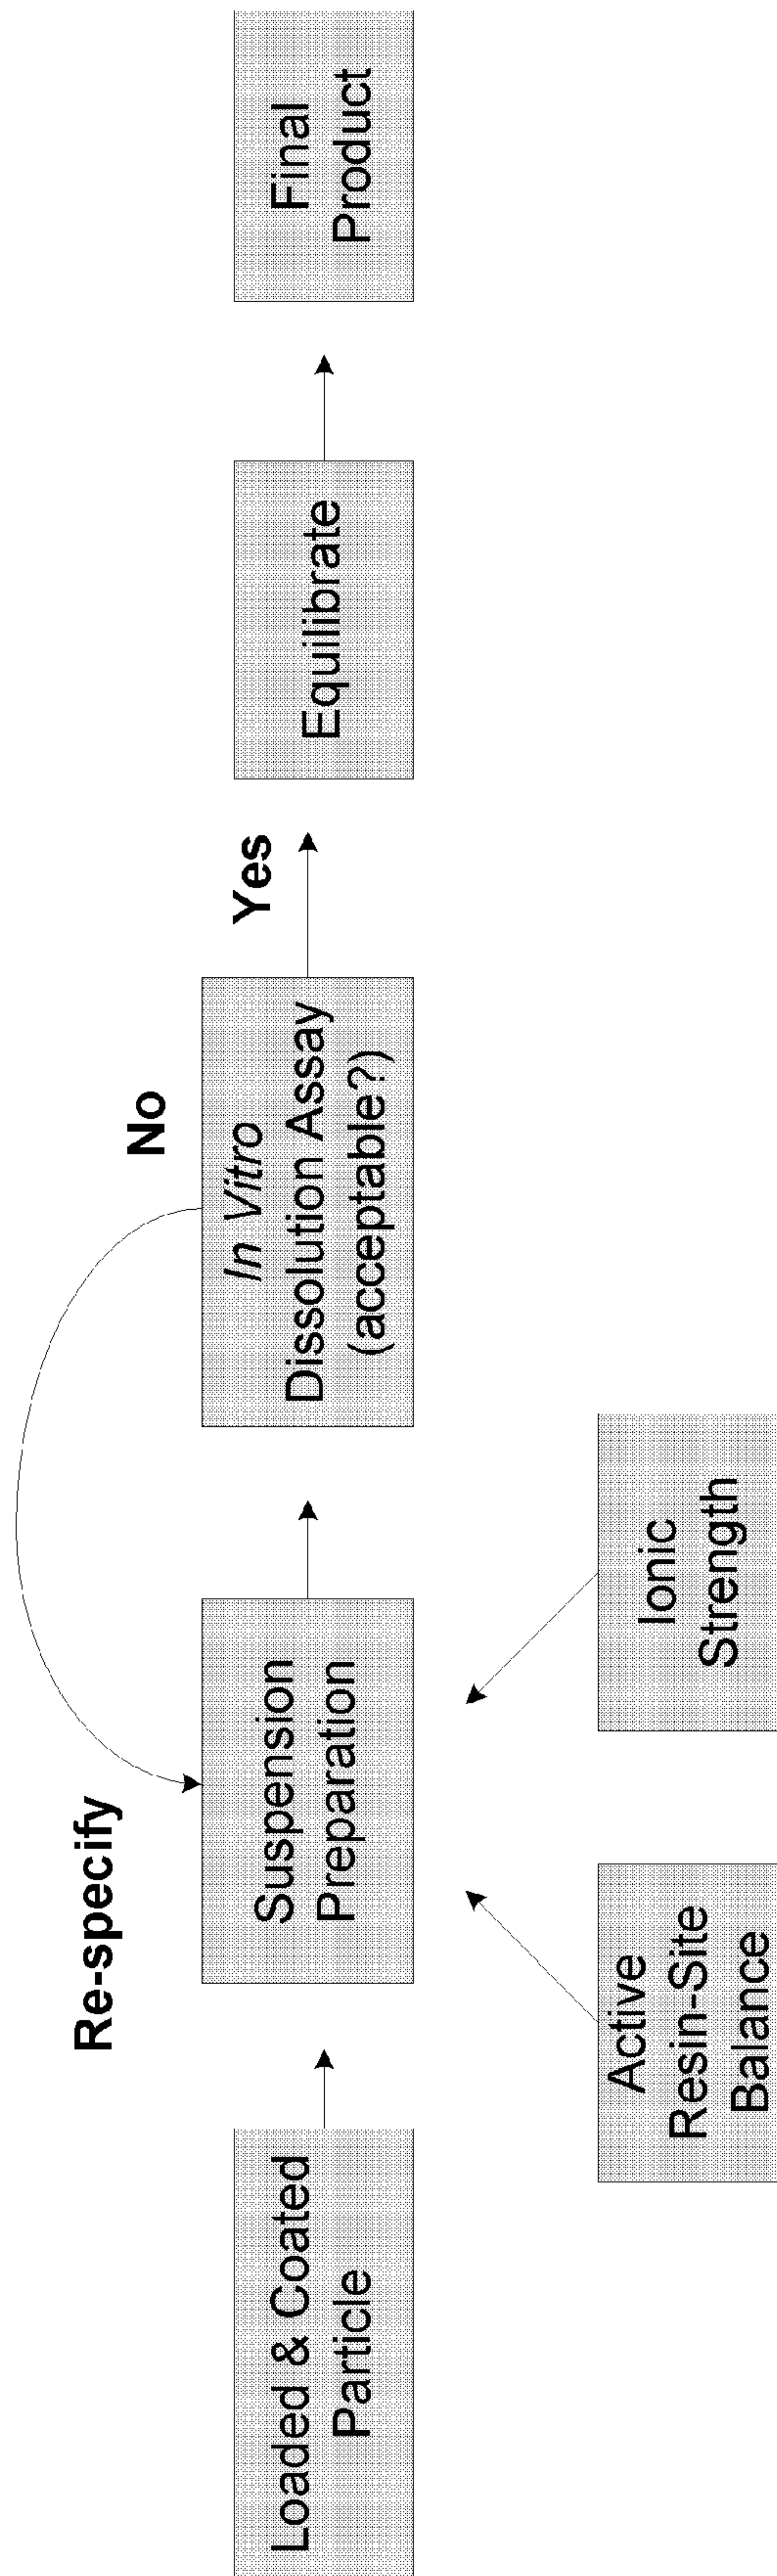 Re-specify
No
Loaded & Coated
Particle
Suspension
Preparation
In Vitro
Dissolution Assay
(acceptable?)
Yes
Equilibrate
Final
Product
Active
Resin-Site
Balance
Ionic
Strength